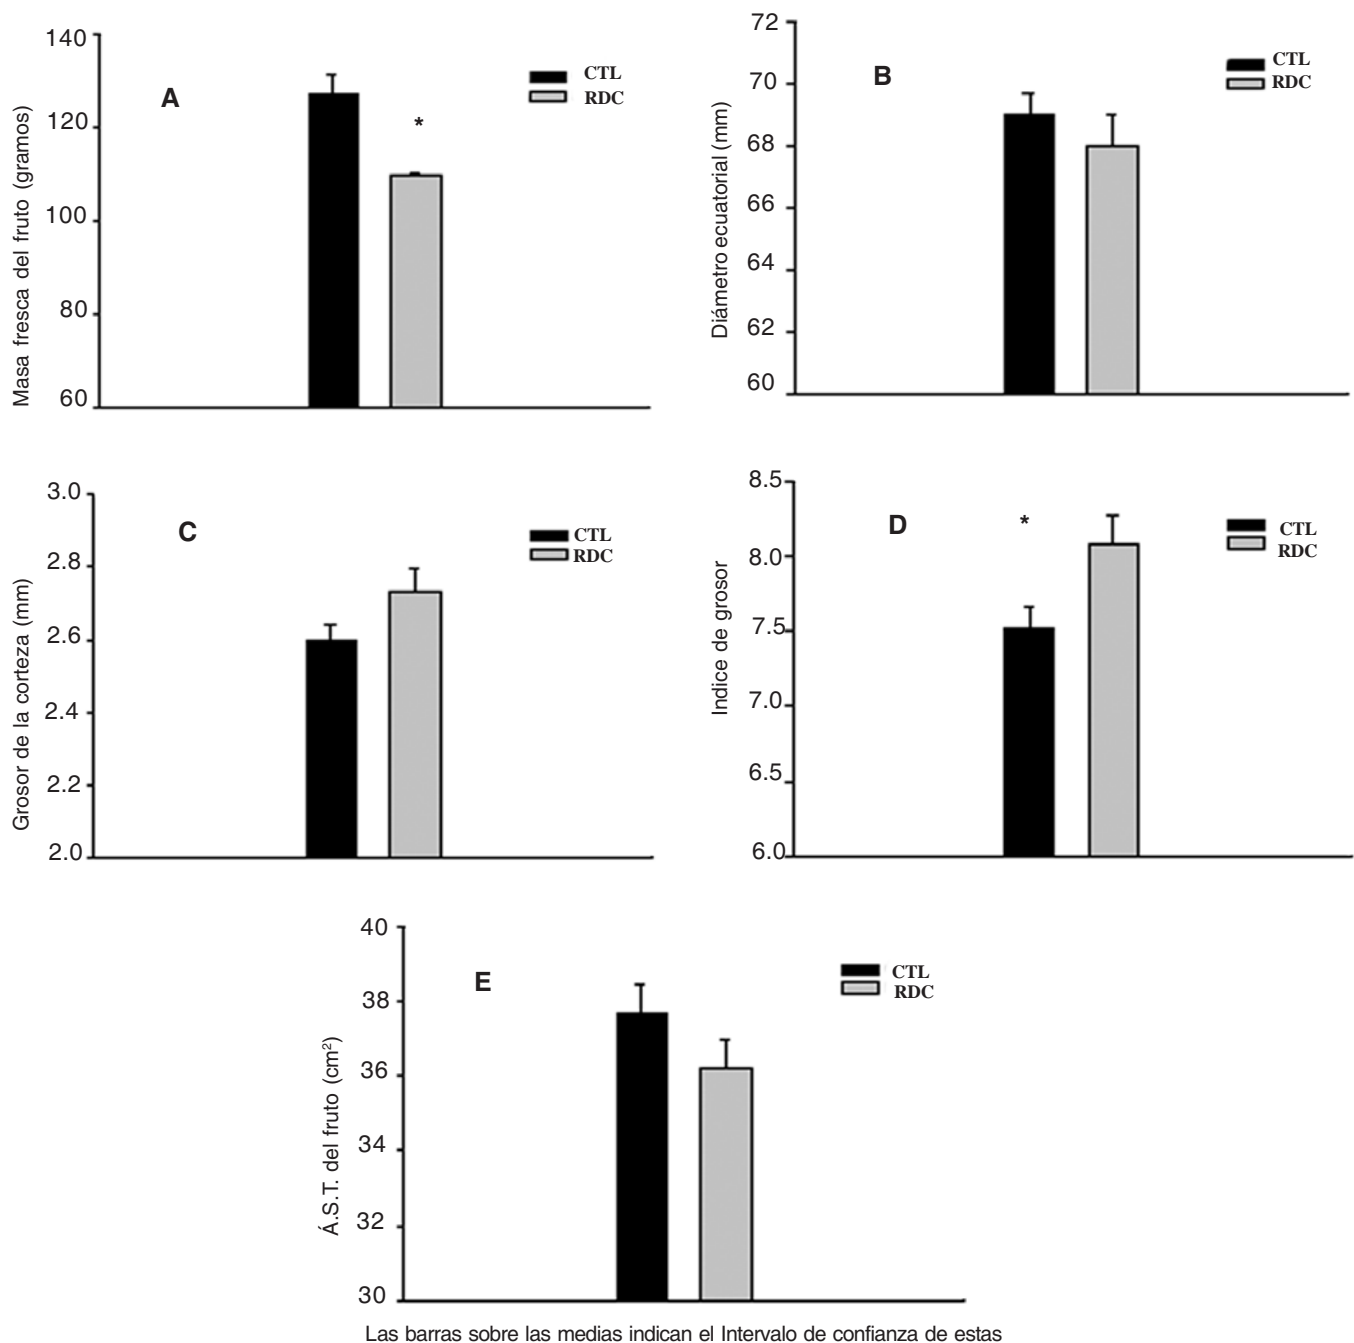 A
Masa fresca del fruto (gramos)
140
120
100
80
60
*
CTL
RDC
B
Diámetro ecuatorial (mm)
72
70
68
66
64
62
60
CTL
RDC
C
Grosor de la corteza (mm)
3.0
2.8
2.6
2.4
2.2
2.0
CTL
RDC
D
Indice de grosor
8.5
8.0
7.5
7.0
6.5
6.0
*
CTL
RDC
E
Á.S.T. del fruto (cm²)
40
38
36
34
32
30
CTL
RDC
Las barras sobre las medias indican el Intervalo de confianza de estas